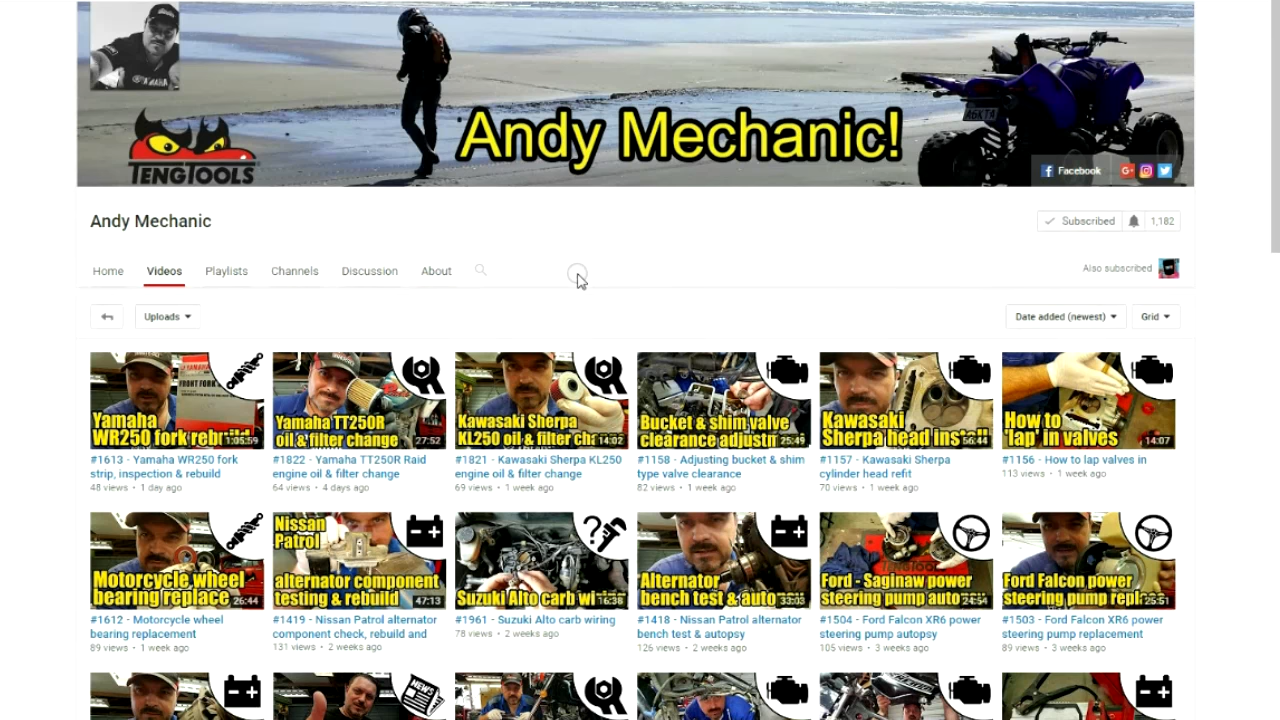 YAMAHA
TENGTOOLS
Andy Mechanic!
A6KTA
Facebook
Andy Mechanic
Subscribed 1,182
Home Videos Playlists Channels Discussion About
Also subscribed
Uploads Date added (newest) Grid
Yamaha
WR250 fork rebuild
1:05:59
Yamaha TT250R
oil & filter change
27:52
Kawasaki Sherpa
KL250 oil & filter
14:02
Bucket & shim valve
clearance
25:49
Kawasaki
Sherpa head
56:44
How to
'lap' in valves
14:07
#1613 - Yamaha WR250 fork
strip, inspection & rebuild
48 views • 1 day ago
#1822 - Yamaha TT250R Raid
engine oil & filter change
64 views • 4 days ago
#1821 - Kawasaki Sherpa KL250
engine oil & filter change
69 views • 1 week ago
#1158 - Adjusting bucket & shim
type valve clearance
82 views • 1 week ago
#1157 - Kawasaki Sherpa
cylinder head refit
70 views • 1 week ago
#1156 - How to lap valves in
113 views • 1 week ago
Motorcycle wheel
bearing replace
26:44
Nissan
Patrol
alternator component
testing & rebuild
47:13
Suzuki Alto carb
16:38
Alternator
bench test &
33:03
Ford - Saginaw power
steering pump
24:54
Ford Falcon power
steering pump
25:51
#1612 - Motorcycle wheel
bearing replacement
89 views • 1 week ago
#1419 - Nissan Patrol alternator
component check, rebuild and
131 views • 2 weeks ago
#1961 - Suzuki Alto carb wiring
78 views • 2 weeks ago
#1418 - Nissan Patrol alternator
bench test & autopsy
126 views • 2 weeks ago
#1504 - Ford Falcon XR6 power
steering pump autopsy
105 views • 3 weeks ago
#1503 - Ford Falcon XR6 power
steering pump replacement
89 views • 3 weeks ago
NEWS